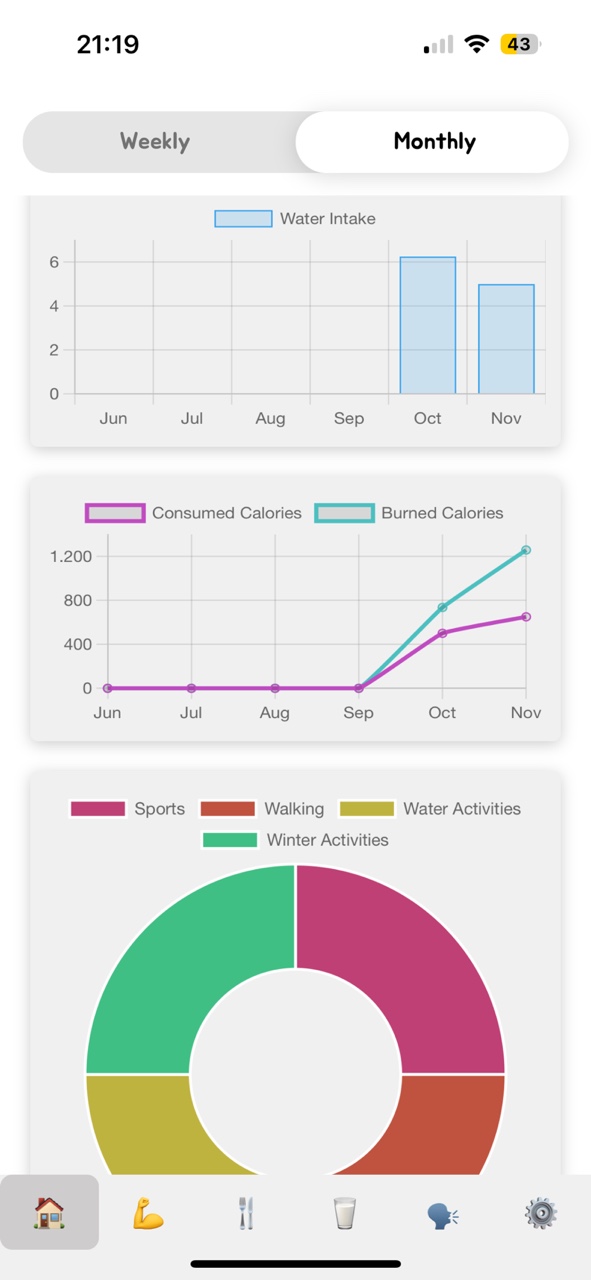 21:19 43
Weekly Monthly
Water Intake
6
4
2
0
Jun Jul Aug Sep Oct Nov
Consumed Calories Burned Calories
1.200
800
400
0
Jun Jul Aug Sep Oct Nov
Sports Walking Water Activities
Winter Activities